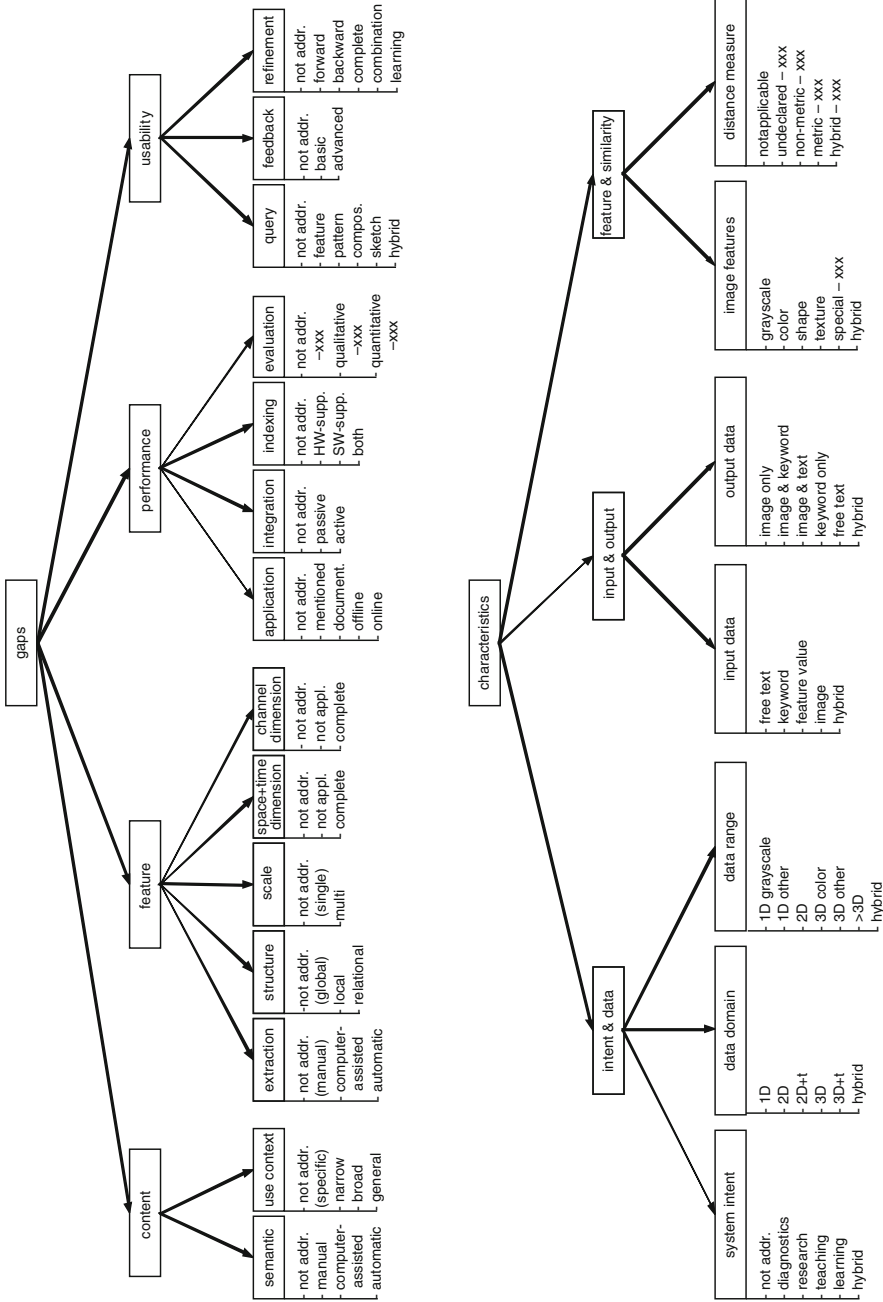 gaps
content
feature
performance
usability
semantic
not addr.
manual
computer-
assisted
automatic
use context
not addr.
(specific)
narrow
broad
general
extraction
not addr.
(manual)
computer-
assisted
automatic
structure
not addr.
(global)
local
relational
scale
not addr.
(single)
multi
space+time
dimension
not addr.
not appl.
complete
channel
dimension
not addr.
not appl.
complete
application
not addr.
mentioned
document.
offline
online
integration
not addr.
passive
active
indexing
not addr.
HW-supp.
SW-supp.
both
evaluation
not addr.
–xxx
qualitative
–xxx
quantitative
–xxx
query
not addr.
feature
pattern
compos.
sketch
hybrid
feedback
not addr.
basic
advanced
refinement
not addr.
forward
backward
complete
combination
learning
characteristics
intent & data
input & output
feature & similarity
system intent
not addr.
diagnostics
research
teaching
learning
hybrid
data domain
1D
2D
2D+t
3D
3D+t
hybrid
data range
1D grayscale
1D other
2D
3D color
3D other
>3D
hybrid
input data
free text
keyword
feature value
image
hybrid
output data
image only
image & keyword
image & text
keyword only
free text
hybrid
image features
grayscale
color
shape
texture
special – xxx
hybrid
distance measure
notapplicable
undeclared – xxx
non-metric – xxx
metric – xxx
hybrid – xxx